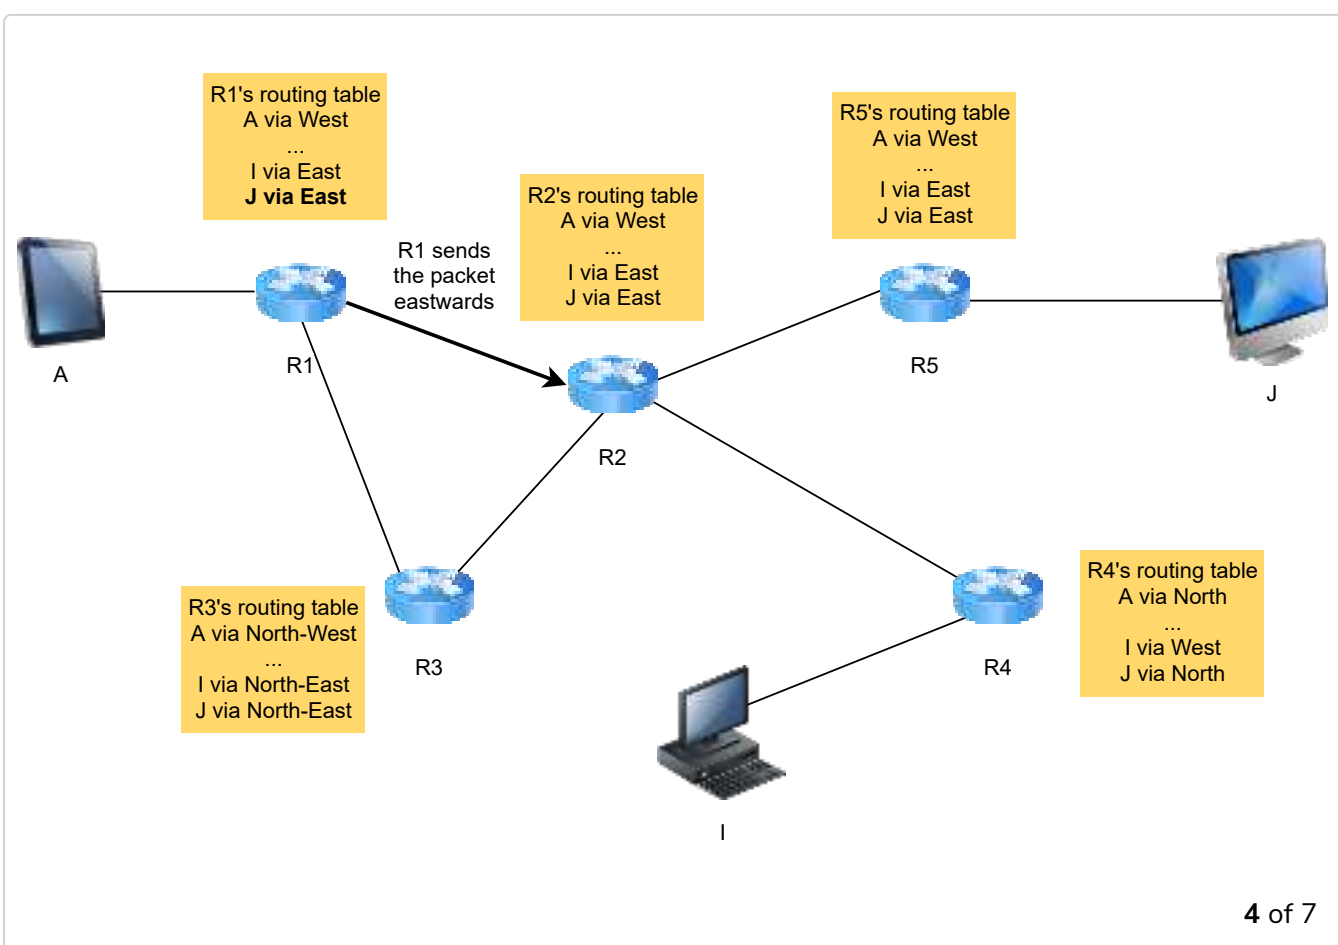 R1's routing table
A via West
...
I via East
J via East
R5's routing table
A via West
...
I via East
J via East
R2's routing table
A via West
...
I via East
J via East
R1 sends
the packet
eastwards
A
R1
R2
R5
J
R3's routing table
A via North-West
...
I via North-East
J via North-East
R3
R4
R4's routing table
A via North
...
I via West
J via North
I
4 of 7